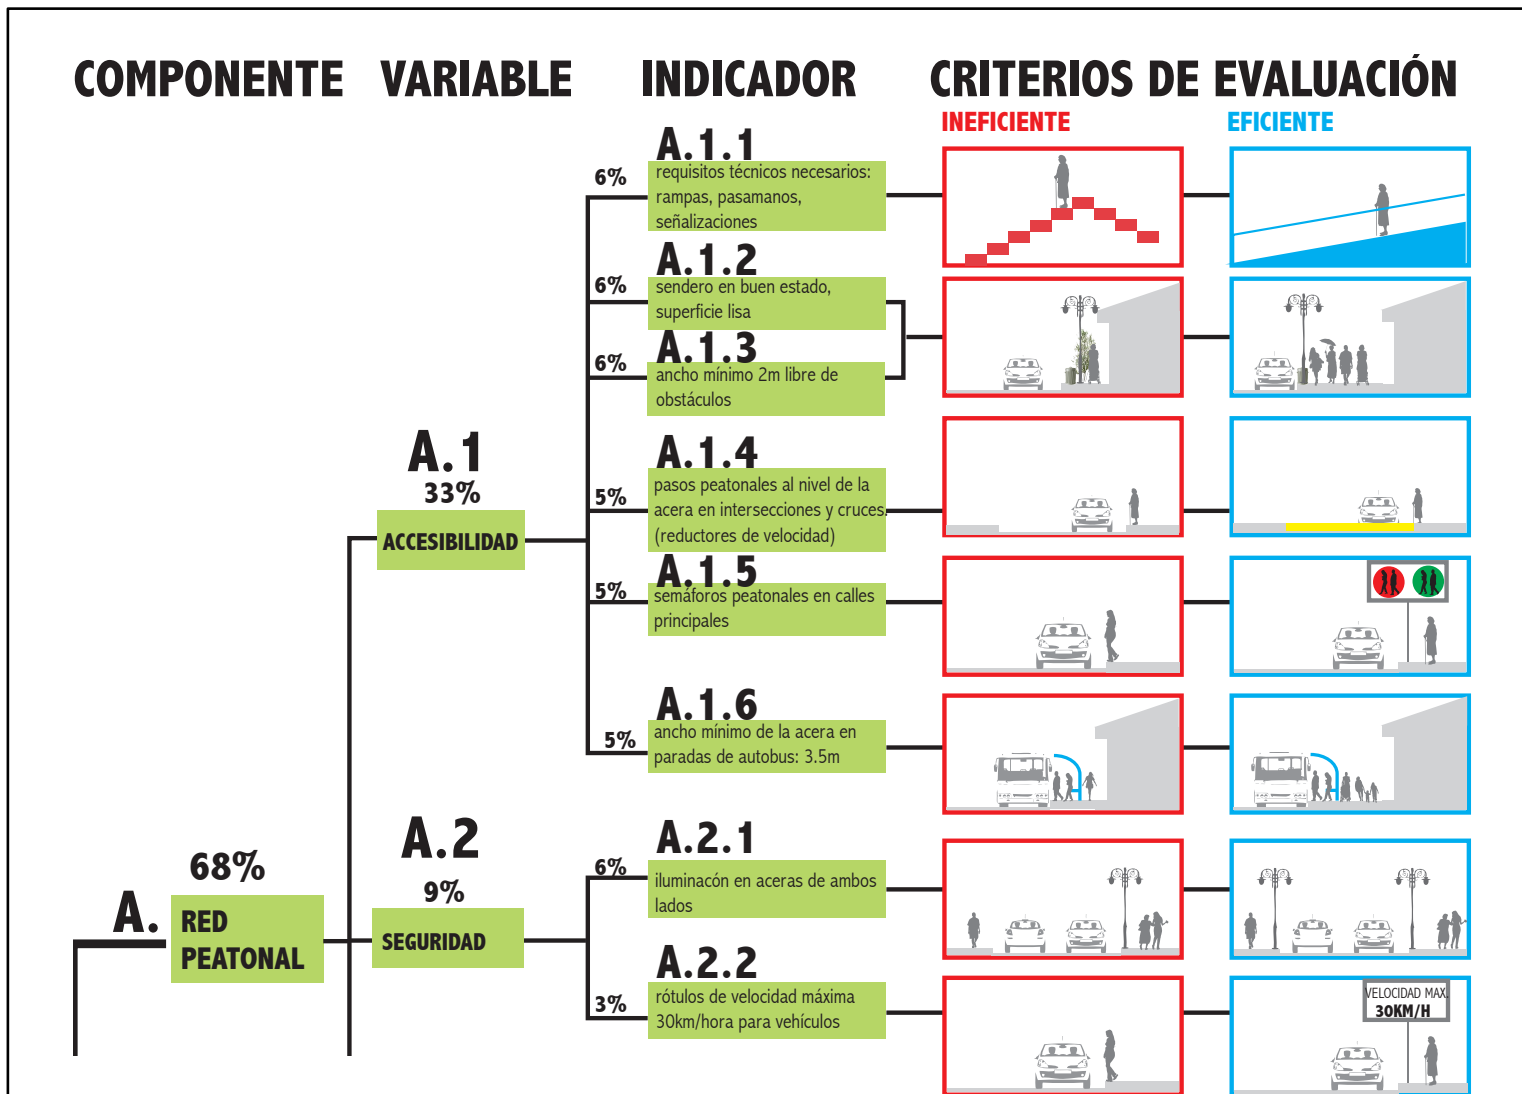 COMPONENTE VARIABLE INDICADOR CRITERIOS DE EVALUACIÓN
INEFICIENTE EFICIENTE
A.1.1
6%
requisitos técnicos necesarios:
rampas, pasamanos,
señalizaciones
A.1.2
6%
sendero en buen estado,
superficie lisa
A.1.3
6%
ancho mínimo 2m libre de
obstáculos
A.1
33%
ACCESIBILIDAD
A.1.4
5%
pasos peatonales al nivel de la
acera en intersecciones y cruces.
(reductores de velocidad)
A.1.5
5%
semáforos peatonales en calles
principales
A.1.6
5%
ancho mínimo de la acera en
paradas de autobus: 3.5m
A.
68%
RED
PEATONAL
A.2
9%
SEGURIDAD
A.2.1
6%
iluminacón en aceras de ambos
lados
A.2.2
3%
rótulos de velocidad máxima
30km/hora para vehículos
VELOCIDAD MAX.
30KM/H